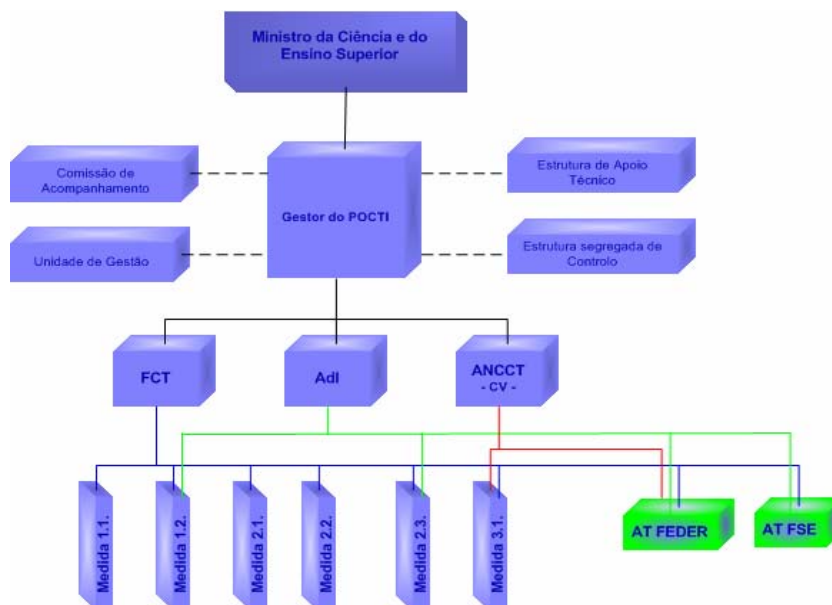 Ministro da Ciência e do
Ensino Superior
Comissão de
Acompanhamento
Estrutura de Apoio
Técnico
Gestor do POCTI
Unidade de Gestão
Estrutura segregada de
Controlo
FCT
AdI
ANCCT
- CV -
Medida 1.1.
Medida 1.2.
Medida 2.1.
Medida 2.2.
Medida 2.3.
Medida 3.1.
AT FEDER
AT FSE